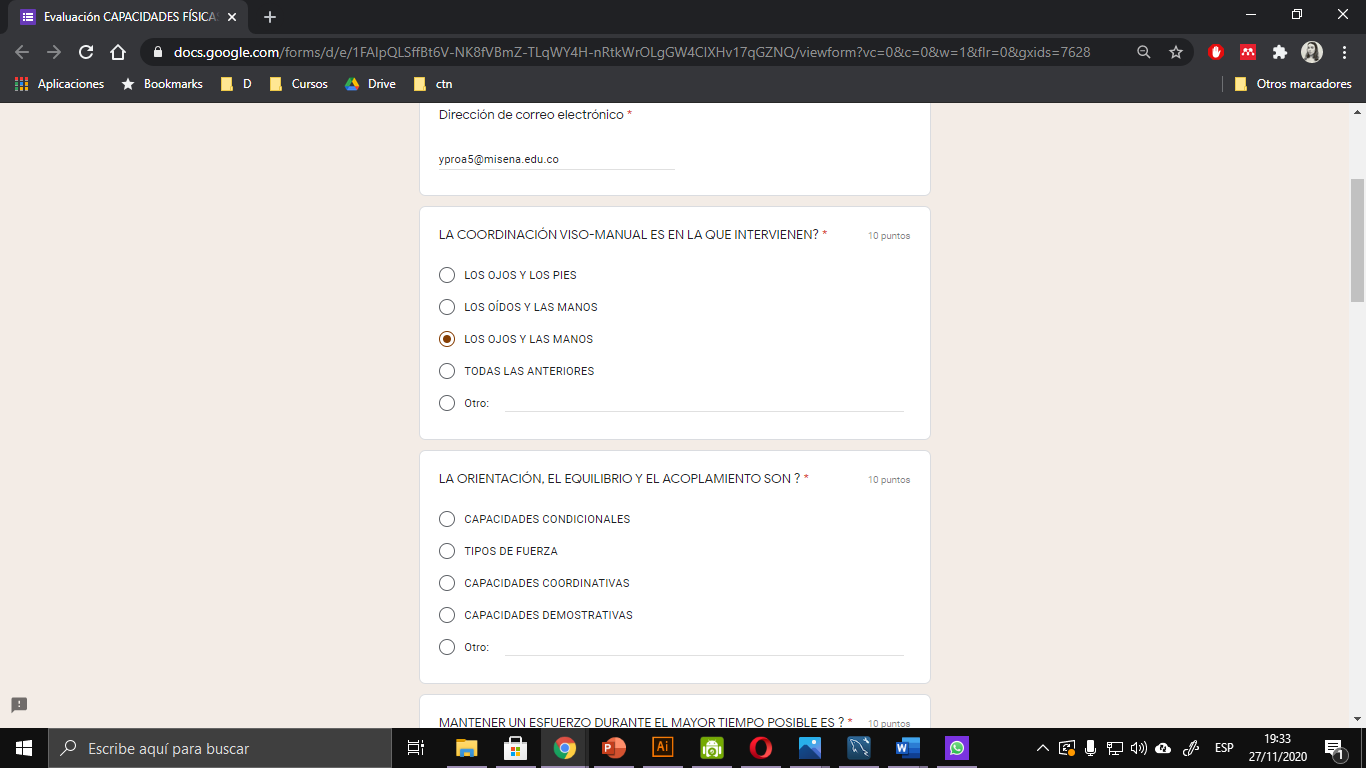 Evaluación CAPACIDADES FÍSICAS
docs.google.com/forms/d/e/1FAIpQLSffBt6V-NK8fVBmZ-TLqWY4H-nRtkWrOLgGW4CIXHv17qGZNQ/viewform?vc=0&c=0&w=1&flr=0&gxids=7628
Aplicaciones Bookmarks D Cursos Drive ctn Otros marcadores
Dirección de correo electrónico *
yproa5@misena.edu.co
LA COORDINACIÓN VISO-MANUAL ES EN LA QUE INTERVIENEN? * 10 puntos
LOS OJOS Y LOS PIES
LOS OÍDOS Y LAS MANOS
LOS OJOS Y LAS MANOS
TODAS LAS ANTERIORES
Otro:
LA ORIENTACIÓN, EL EQUILIBRIO Y EL ACOPLAMIENTO SON ? * 10 puntos
CAPACIDADES CONDICIONALES
TIPOS DE FUERZA
CAPACIDADES COORDINATIVAS
CAPACIDADES DEMOSTRATIVAS
Otro:
MANTENER UN ESFUERZO DURANTE EL MAYOR TIEMPO POSIBLE ES ? * 10 puntos
Escribe aquí para buscar
ESP
19:33
27/11/2020
1